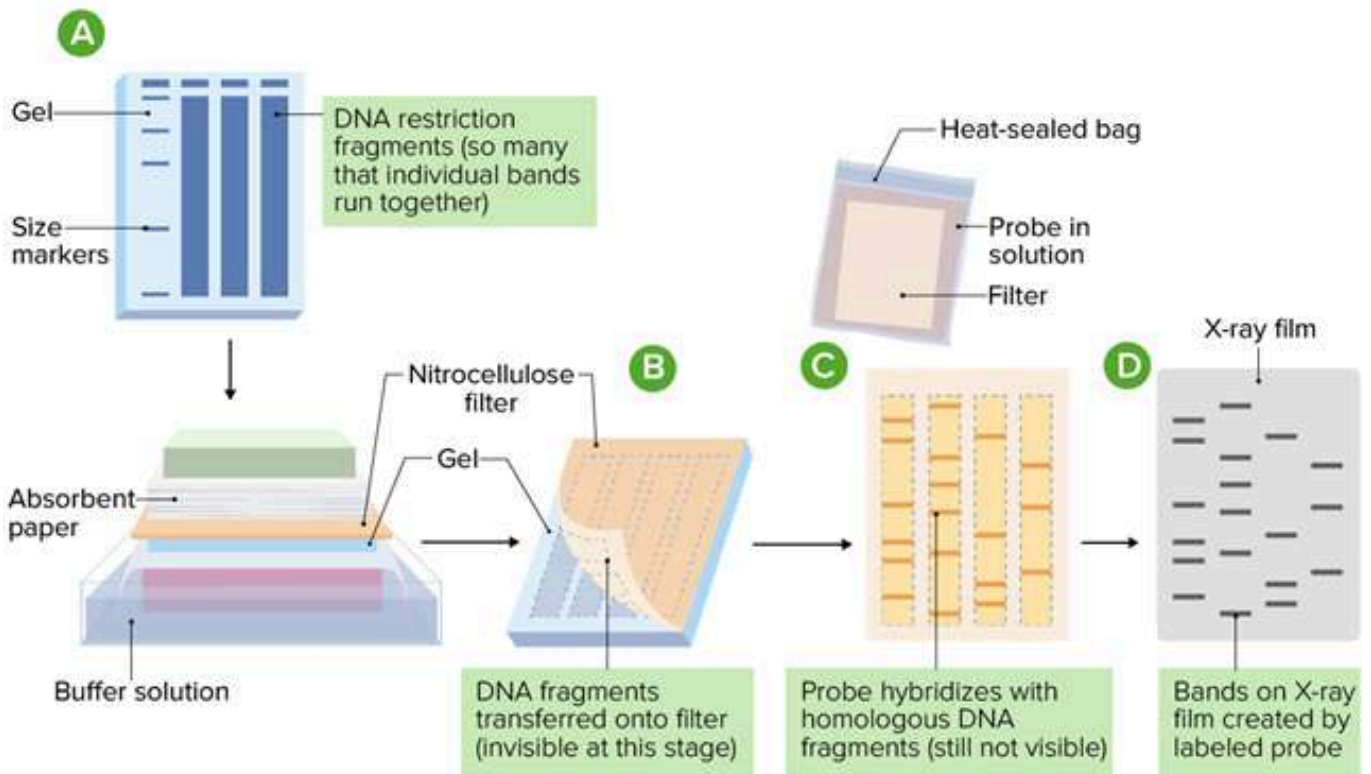 A
Gel
DNA restriction
fragments (so many
that individual bands
run together)
Size
markers
Heat-sealed bag
Probe in
solution
Filter
Nitrocellulose
filter
Gel
Absorbent
paper
Buffer solution
B
DNA fragments
transferred onto filter
(invisible at this stage)
C
Probe hybridizes with
homologous DNA
fragments (still not visible)
D
X-ray film
Bands on X-ray
film created by
labeled probe